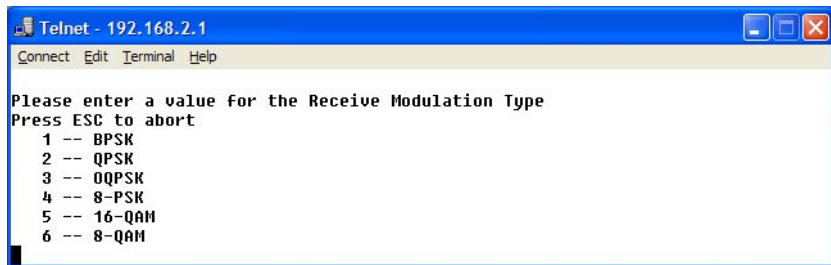 Telnet - 192.168.2.1
Connect Edit Terminal Help
Please enter a value for the Receive Modulation Type
Press ESC to abort
1 -- BPSK
2 -- QPSK
3 -- OQPSK
4 -- 8-PSK
5 -- 16-QAM
6 -- 8-QAM